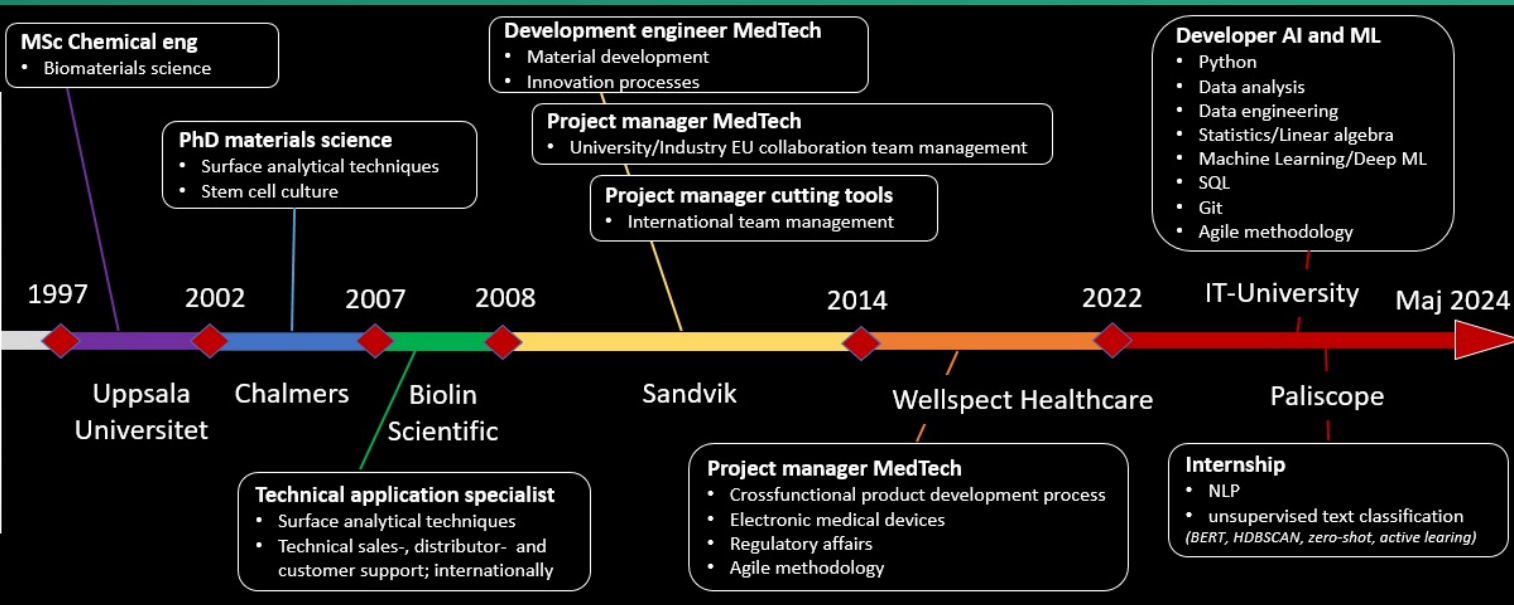 MSc Chemical eng
• Biomaterials science
PhD materials science
• Surface analytical techniques
• Stem cell culture
Development engineer MedTech
• Material development
• Innovation processes
Project manager MedTech
• University/Industry EU collaboration team management
Project manager cutting tools
• International team management
Developer AI and ML
• Python
• Data analysis
• Data engineering
• Statistics/Linear algebra
• Machine Learning/Deep ML
• SQL
• Git
• Agile methodology
1997
2002
2007
2008
2014
2022
IT-University
Maj 2024
Uppsala
Universitet
Chalmers
Biolin
Scientific
Sandvik
Wellspect Healthcare
Paliscope
Technical application specialist
• Surface analytical techniques
• Technical sales-, distributor- and
customer support; internationally
Project manager MedTech
• Crossfunctional product development process
• Electronic medical devices
• Regulatory affairs
• Agile methodology
Internship
• NLP
• unsupervised text classification
(BERT, HDBSCAN, zero-shot, active learing)